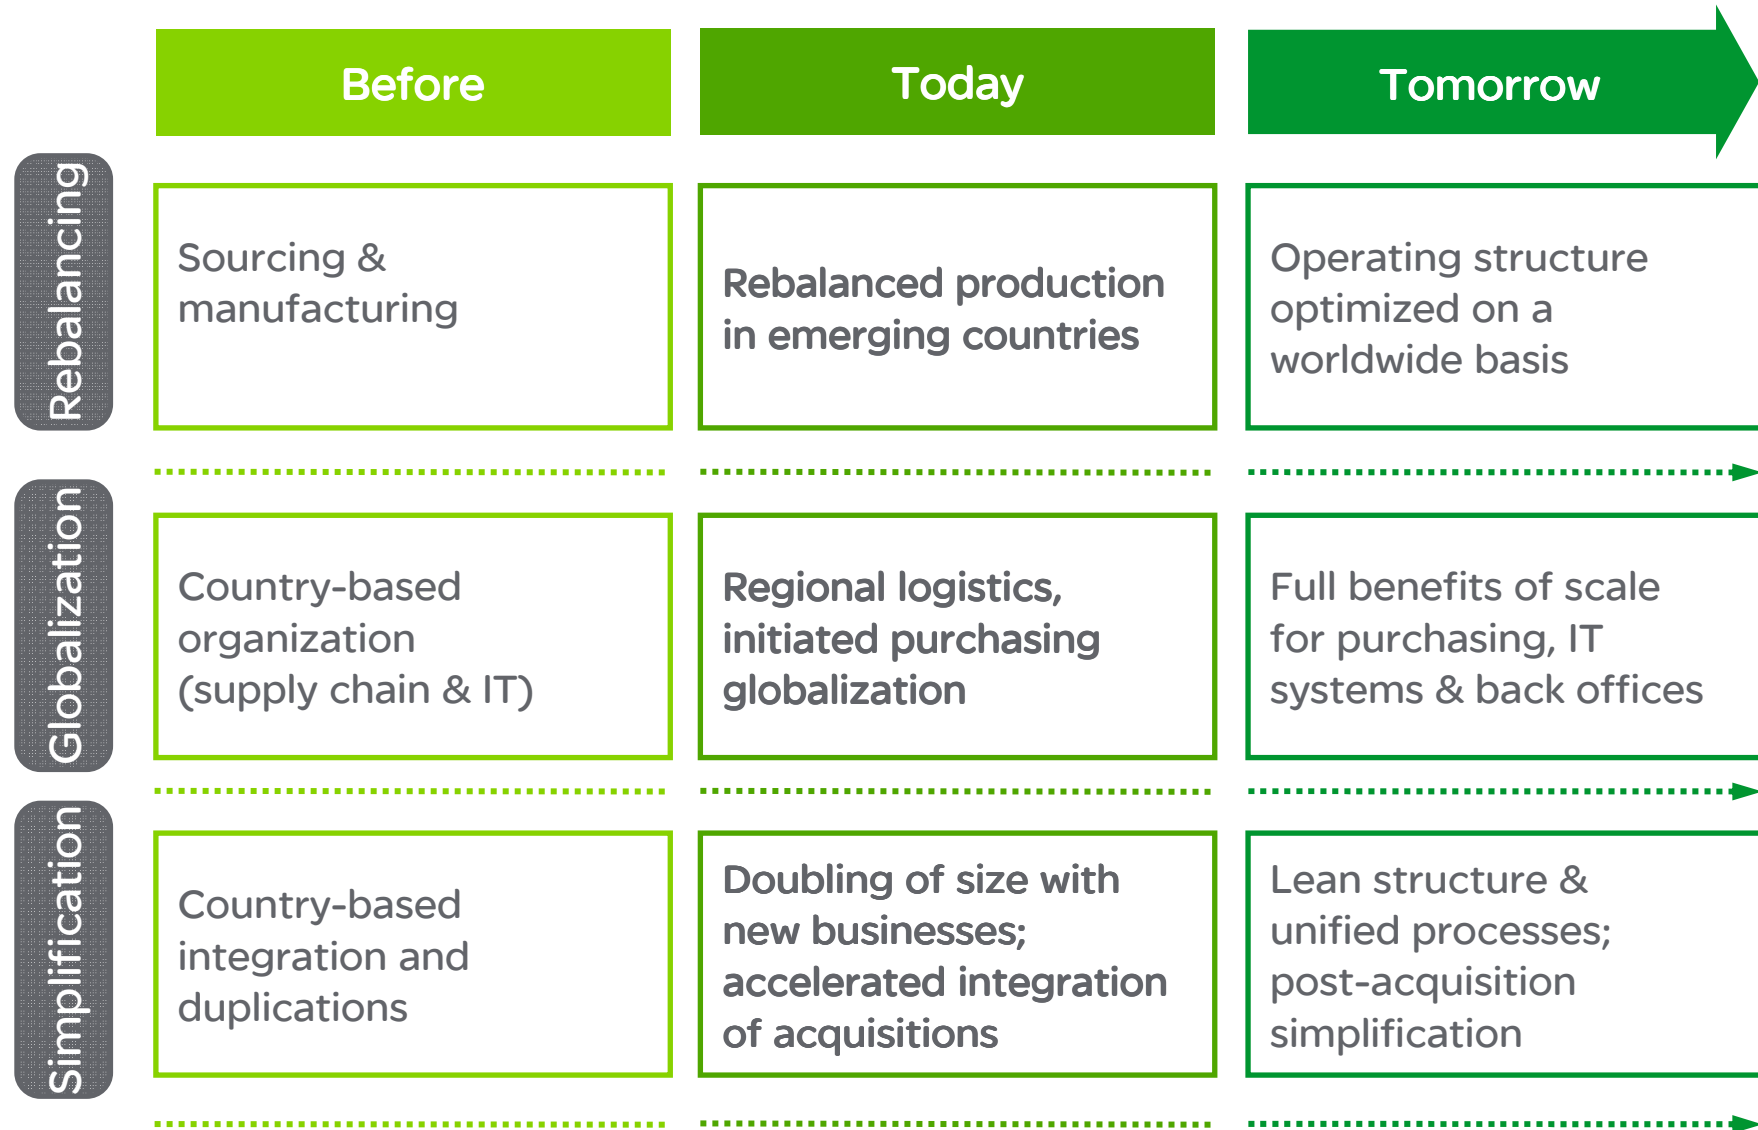 Before
Today
Tomorrow
Rebalancing
Sourcing &
manufacturing
Rebalanced production
in emerging countries
Operating structure
optimized on a
worldwide basis
Globalization
Country-based
organization
(supply chain & IT)
Regional logistics,
initiated purchasing
globalization
Full benefits of scale
for purchasing, IT
systems & back offices
Simplification
Country-based
integration and
duplications
Doubling of size with
new businesses;
accelerated integration
of acquisitions
Lean structure &
unified processes;
post-acquisition
simplification